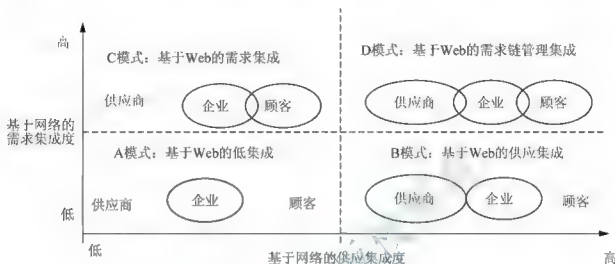 高
C模式：基于Web的需求集成
D模式：基于Web的需求链管理集成
供应商
企业
顾客
供应商
企业
顾客
基于网络的
需求集成度
A模式：基于Web的低集成
B模式：基于Web的供应集成
供应商
企业
顾客
供应商
企业
顾客
低
低
基于网络的供应集成度
高